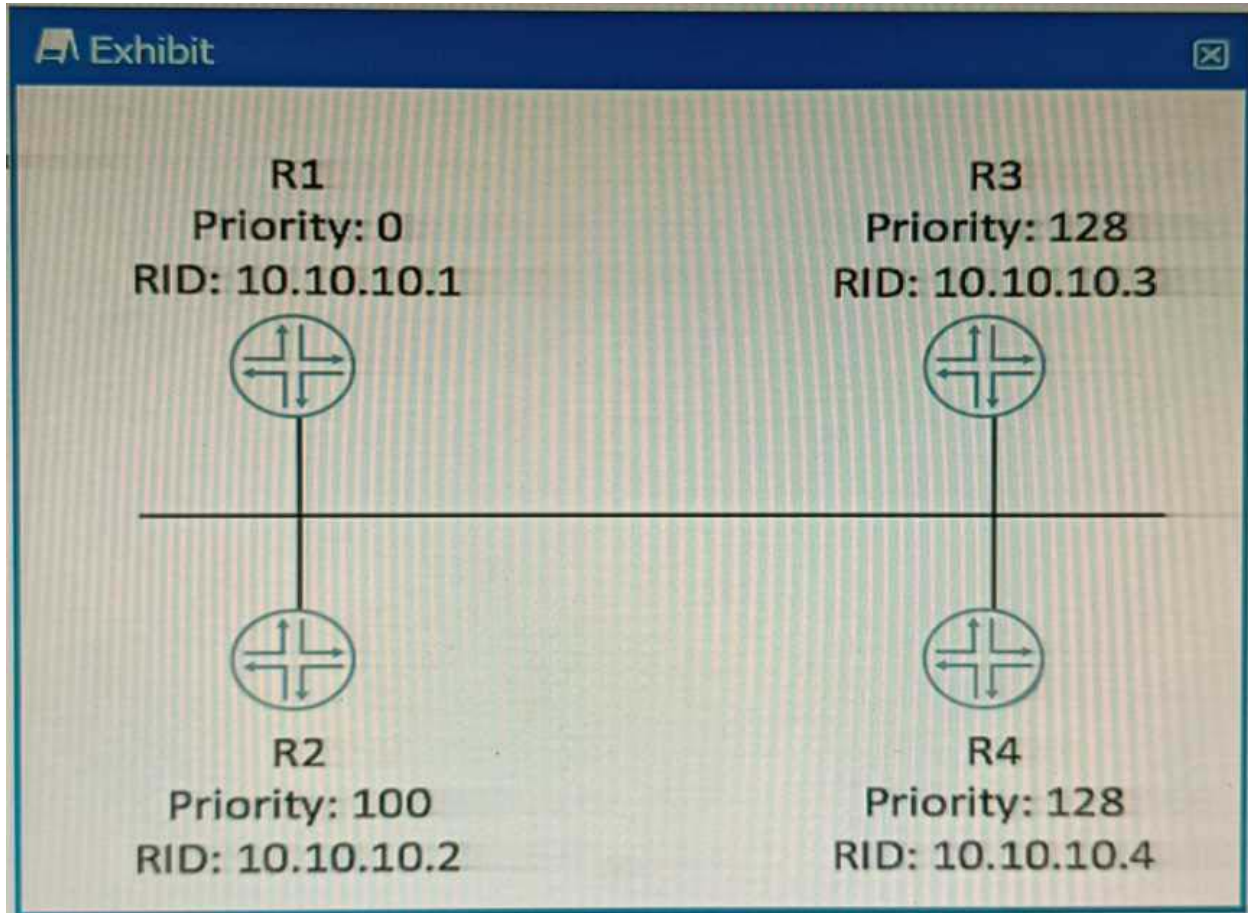 Exhibit
R1
Priority: 0
RID: 10.10.10.1
R3
Priority: 128
RID: 10.10.10.3
R2
Priority: 100
RID: 10.10.10.2
R4
Priority: 128
RID: 10.10.10.4